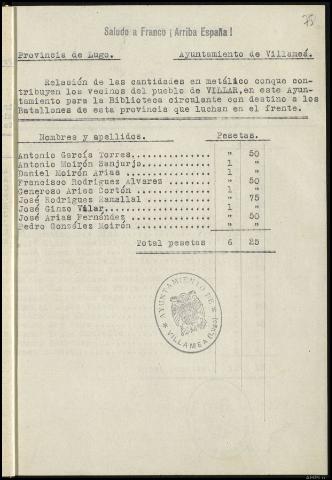 75
Saludo a Franco ¡Arriba España!
Provincia de Lugo. Ayuntamiento de Villameá.
Relación de las cantidades en metálico conque con-
tribuyen los vecinos del pueblo de VILLAR, en este Ayun-
tamiento para la Biblioteca circulante con destino a los
Batallones de esta provincia que luchan en el frente.
Nombres y apellidos. Pesetas.
Antonio García Torres.............. " 50
Antonio Moirón Sanjurjo............ 1 "
Daniel Moirón Arias ............... 1 "
Francisco Rodríguez Alvarez ....... " 50
Generoso Arias Cortón ............. 1 "
José Rodríguez Ramallal ........... " 75
José Ginzo Vilar................... 1 "
José Arias Fernández .............. " 50
Pedro González Moirón.............. 1 "
Total pesetas 6 25
AYUNTAMIENTO DE
VILLAMEA (Lugo)